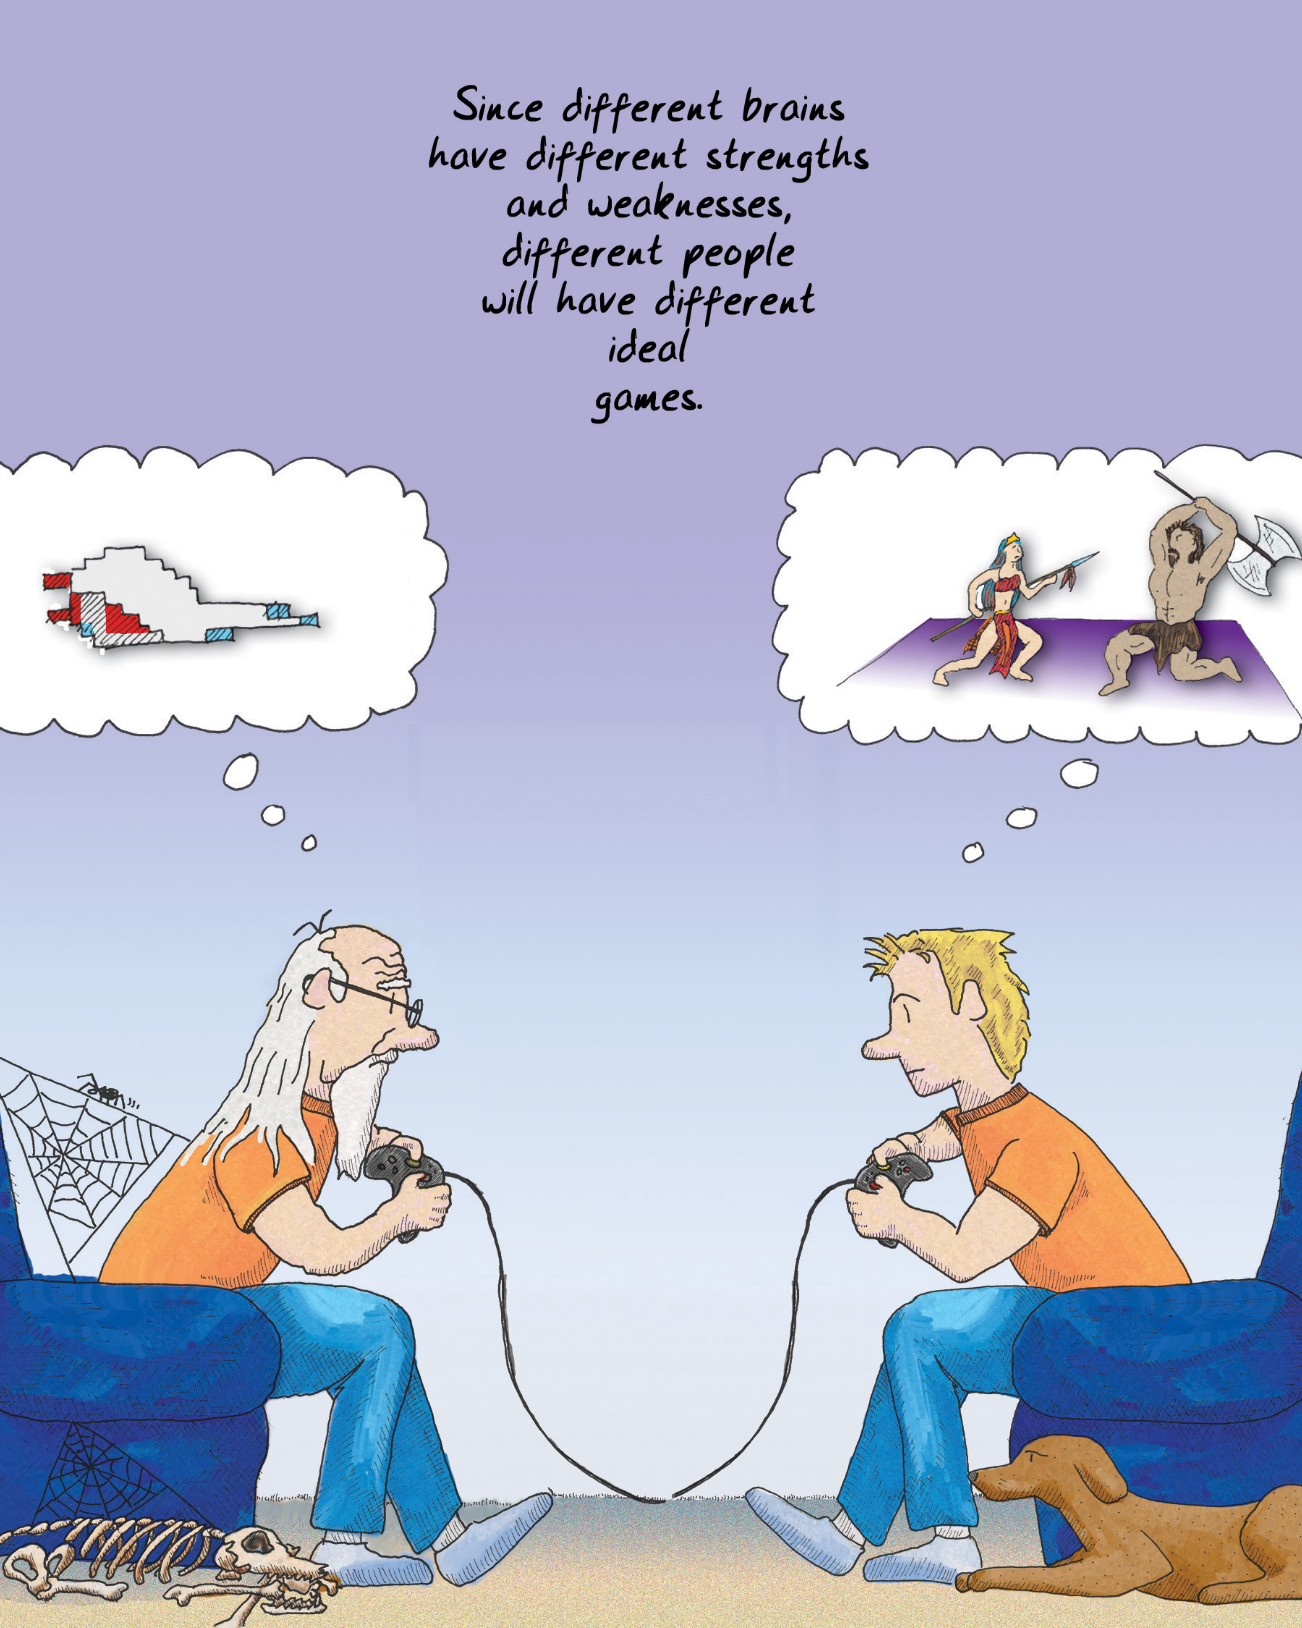 Since different brains
have different strengths
and weaknesses,
different people
will have different
ideal
games.